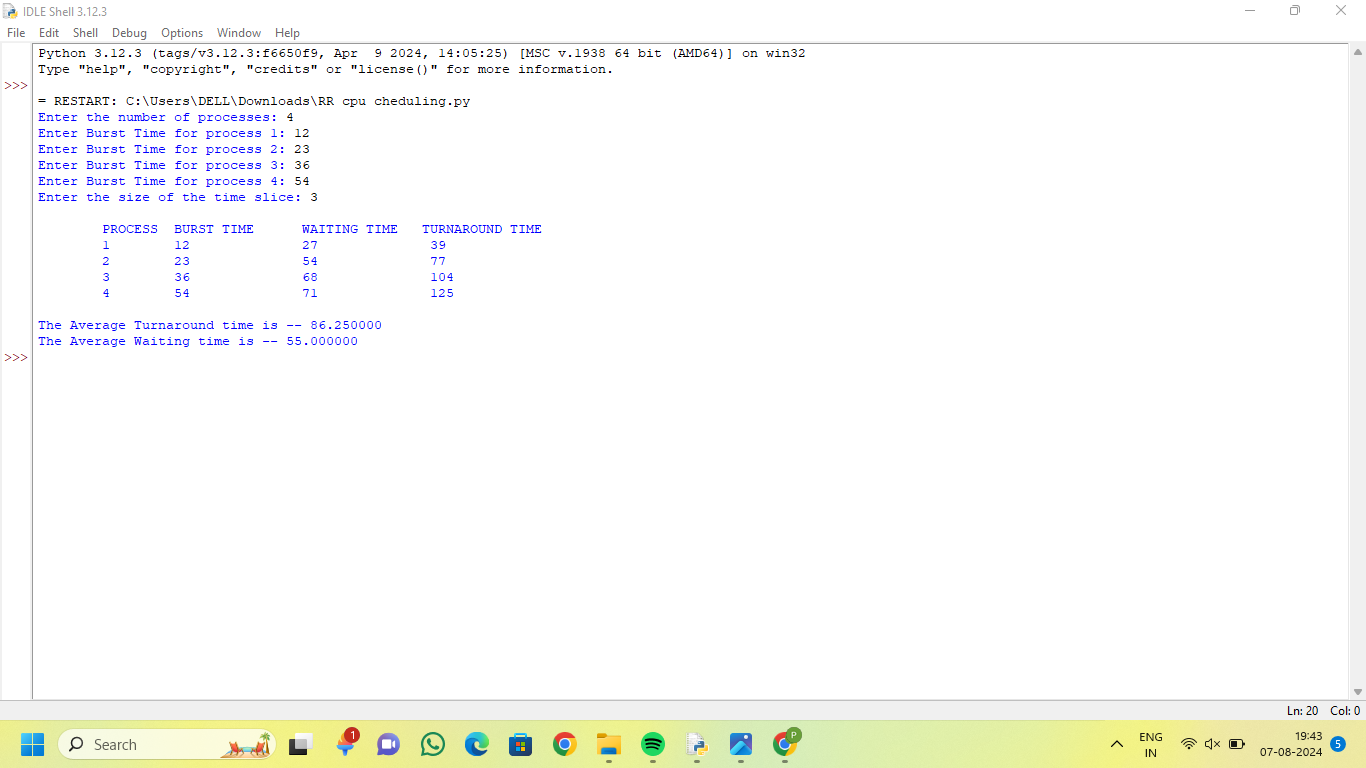 IDLE Shell 3.12.3
File Edit Shell Debug Options Window Help
Python 3.12.3 (tags/v3.12.3:f6650f9, Apr  9 2024, 14:05:25) [MSC v.1938 64 bit (AMD64)] on win32
Type "help", "copyright", "credits" or "license()" for more information.
>>>
= RESTART: C:\Users\DELL\Downloads\RR cpu cheduling.py
Enter the number of processes: 4
Enter Burst Time for process 1: 12
Enter Burst Time for process 2: 23
Enter Burst Time for process 3: 36
Enter Burst Time for process 4: 54
Enter the size of the time slice: 3
PROCESS BURST TIME WAITING TIME TURNAROUND TIME
1 12 27 39
2 23 54 77
3 36 68 104
4 54 71 125
The Average Turnaround time is -- 86.250000
The Average Waiting time is -- 55.000000
>>>
Ln: 20 Col: 0
Search
1
P
ENG
IN
19:43
07-08-2024
5